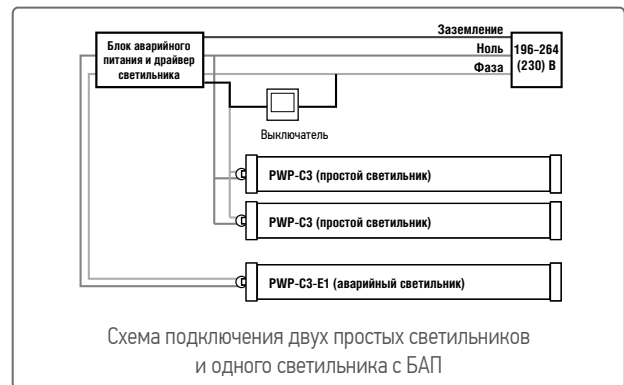 Блок аварийного
питания и драйвер
светильника
Заземление
Ноль
Фаза
196–264
(230) В
Выключатель
PWP-C3 (простой светильник)
PWP-C3 (простой светильник)
PWP-C3-E1 (аварийный светильник)
Схема подключения двух простых светильников
и одного светильника с БАП